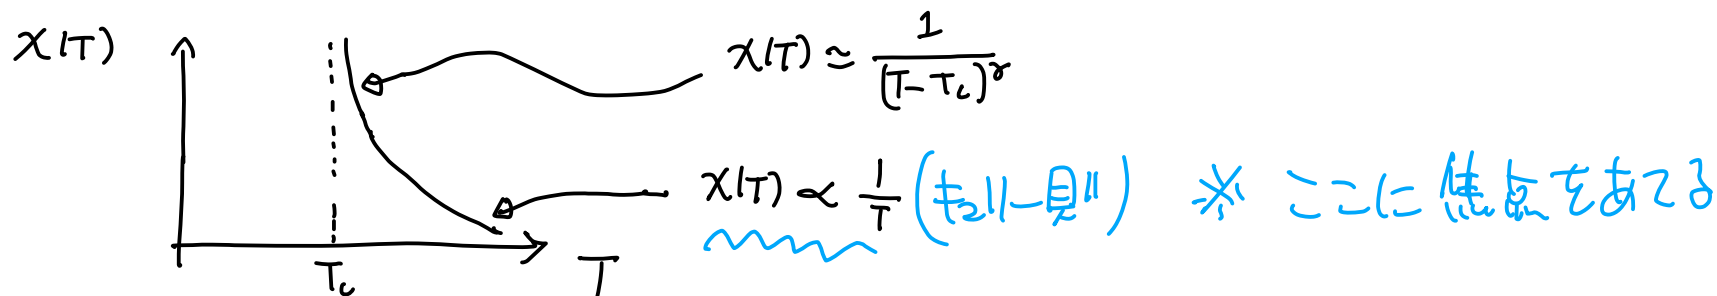 χ(T)
χ(T) ≃ 1/(T-Tc)^γ
χ(T) ∝ 1/T (キュリー則) ※ ここに焦点をあてる
Tc
T